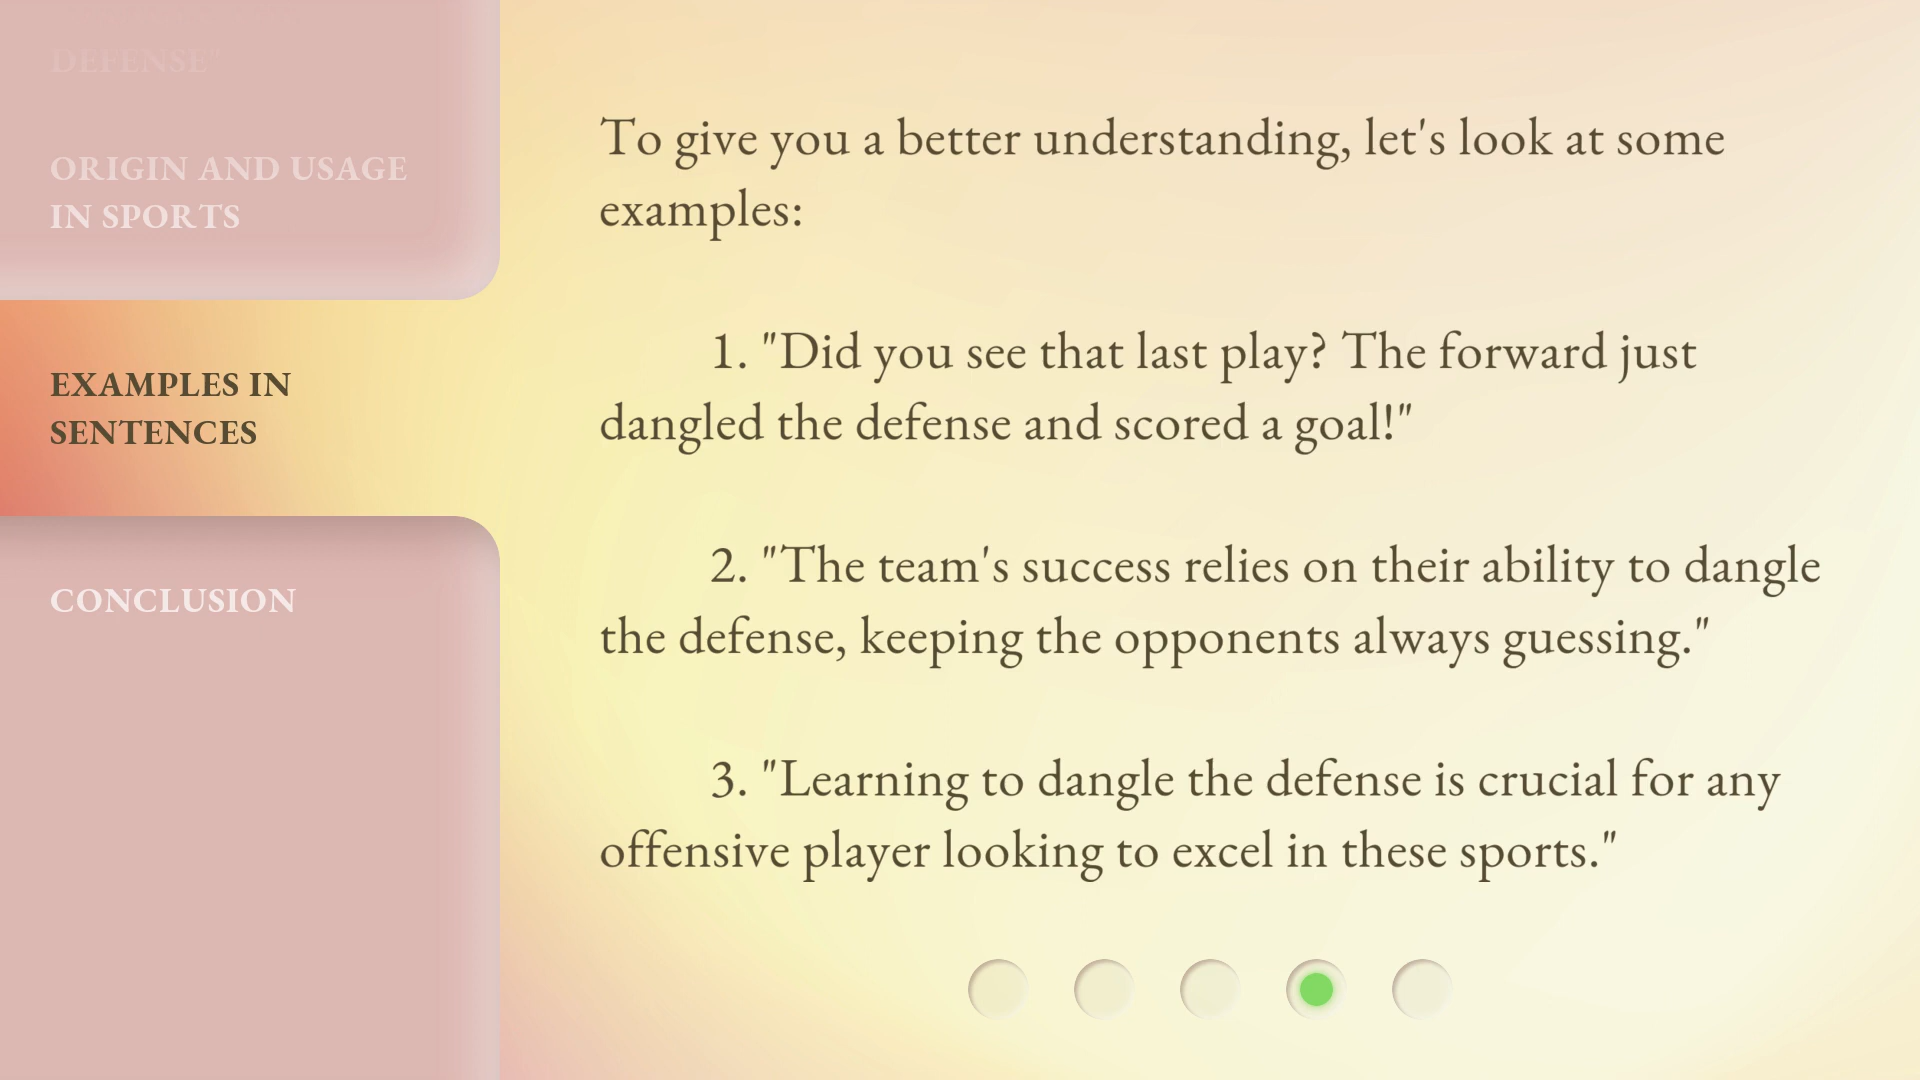 DEFENSE"
ORIGIN AND USAGE
IN SPORTS
EXAMPLES IN
SENTENCES
CONCLUSION
To give you a better understanding, let's look at some
examples:
1. "Did you see that last play? The forward just
dangled the defense and scored a goal!"
2. "The team's success relies on their ability to dangle
the defense, keeping the opponents always guessing."
3. "Learning to dangle the defense is crucial for any
offensive player looking to excel in these sports."